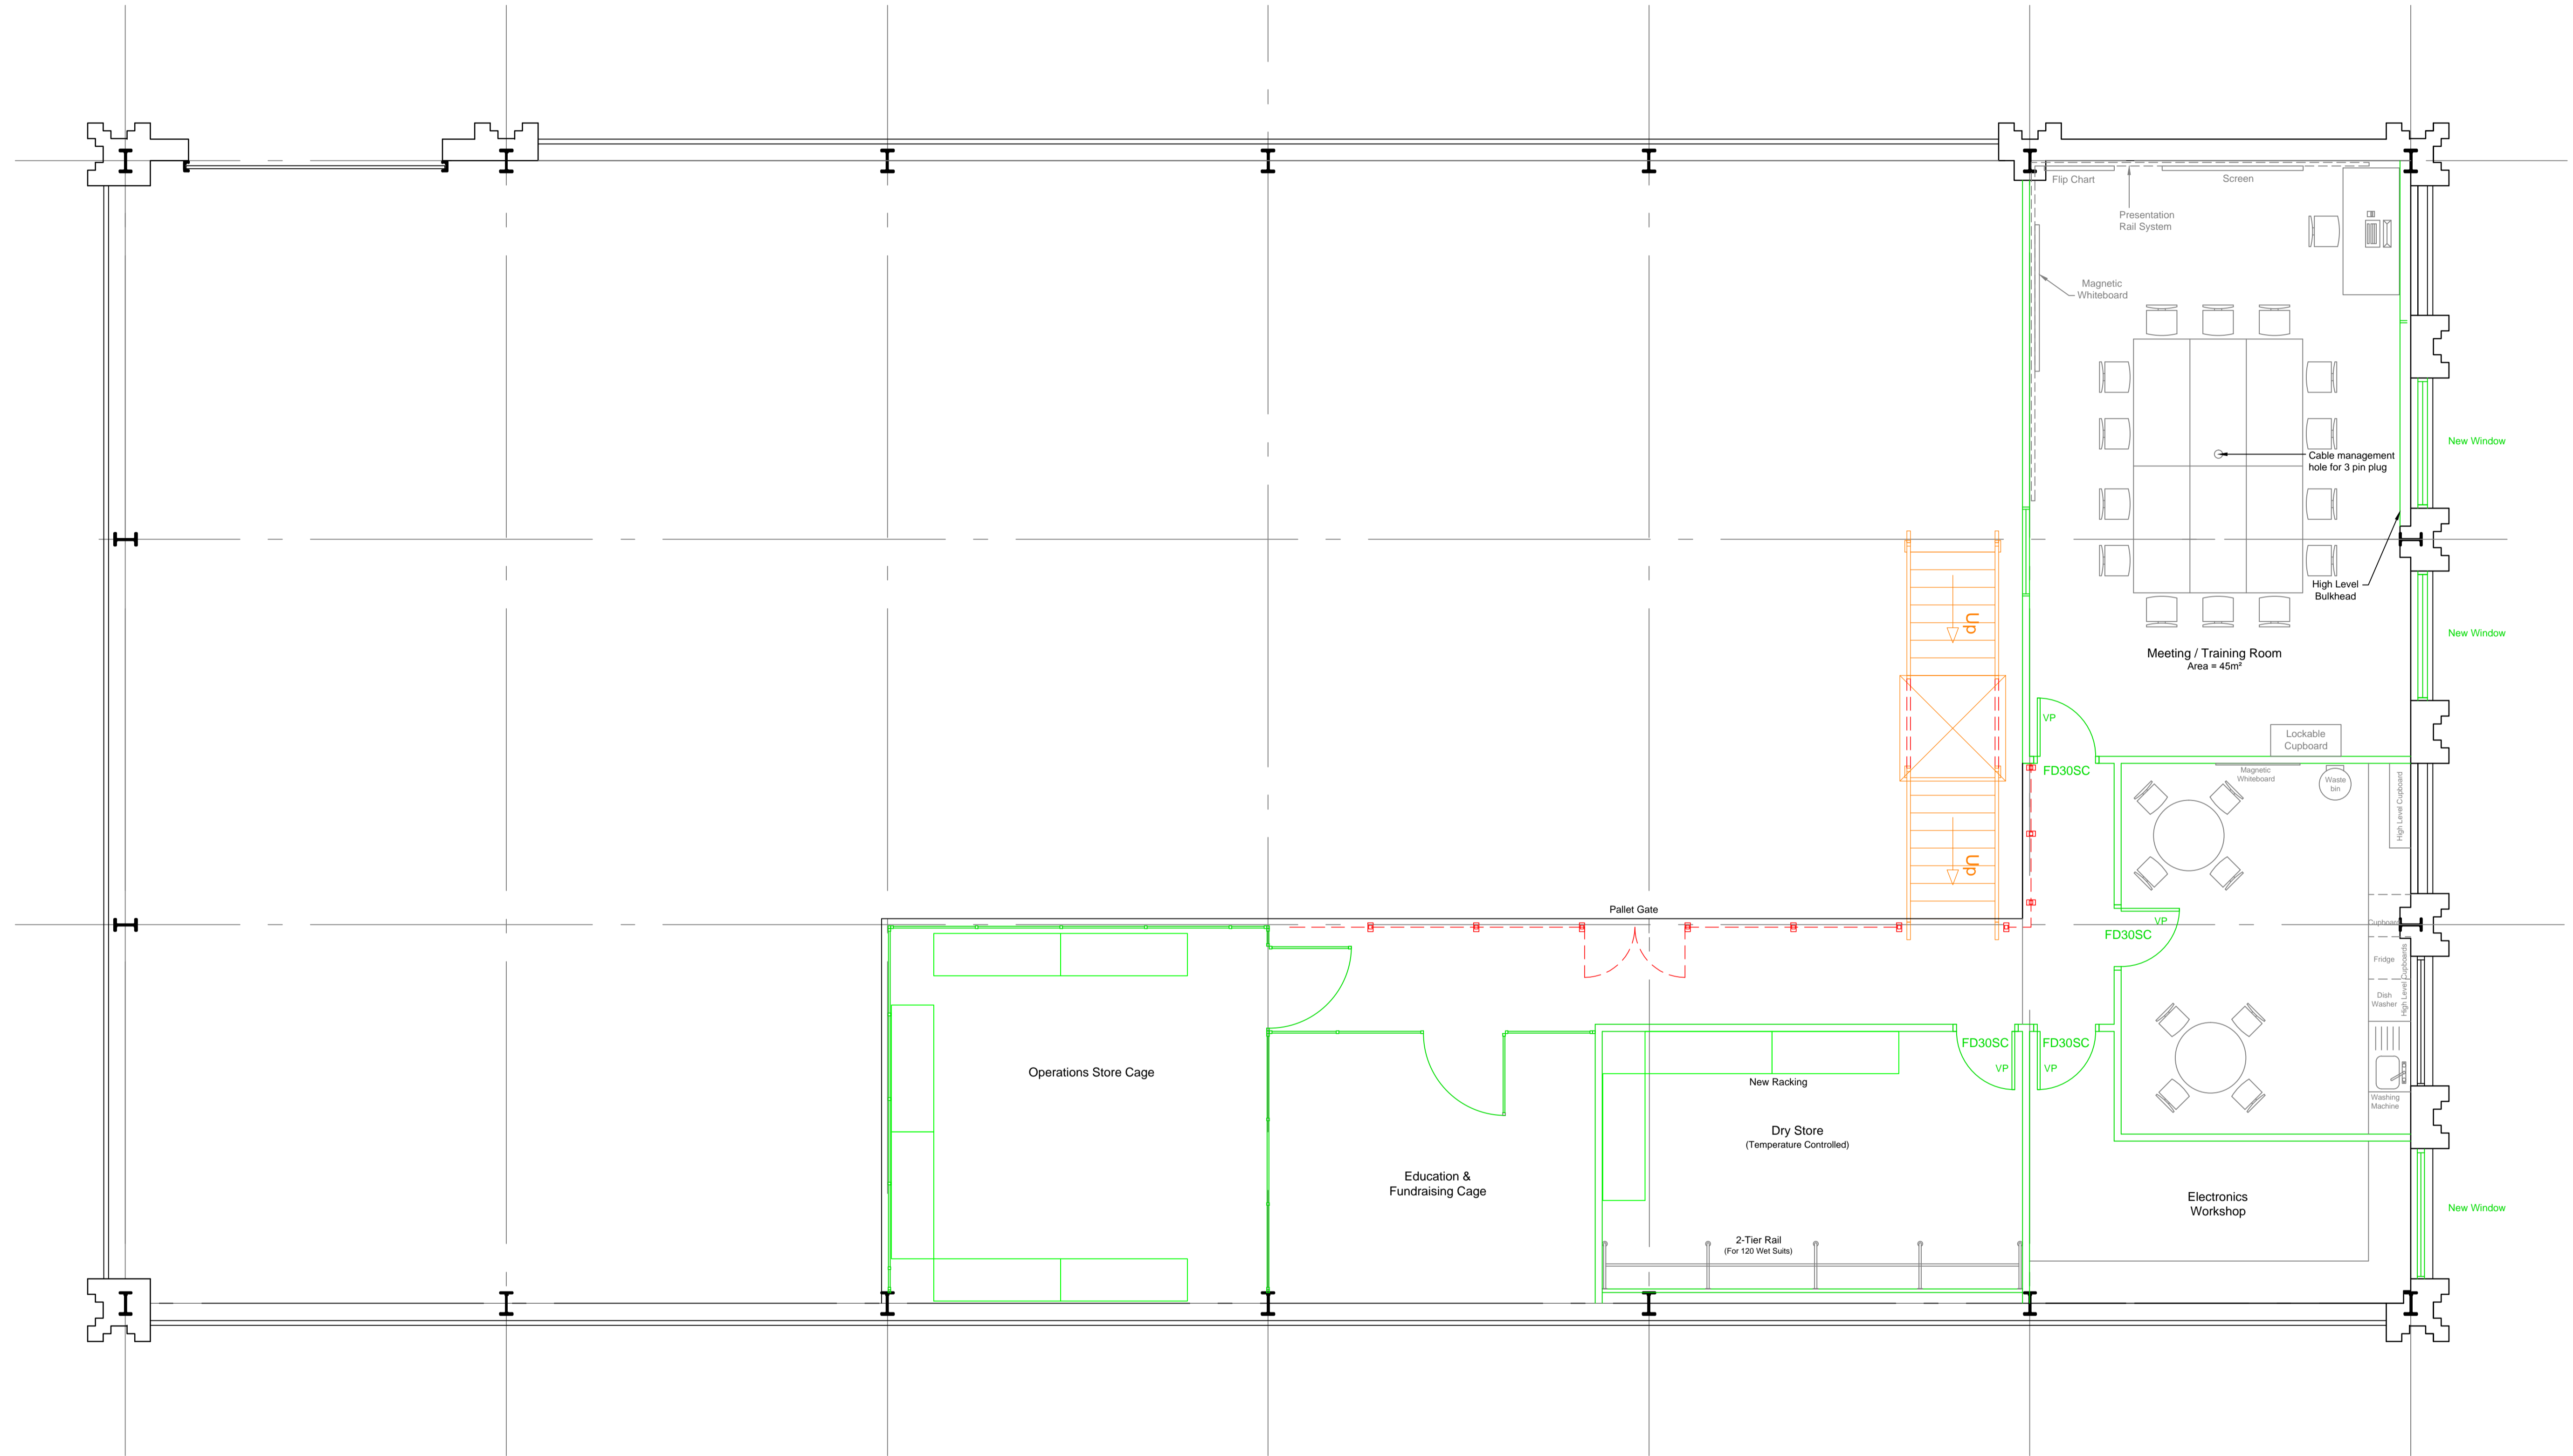 Flip Chart
Screen
Presentation
Rail System
Magnetic
Whiteboard
New Window
Cable management
hole for 3 pin plug
High Level
Bulkhead
Up
New Window
Meeting / Training Room
Area = 45m²
VP
Lockable
Cupboard
FD30SC
Magnetic
Whiteboard
Waste
bin
High Level Cupboard
Up
Pallet Gate
VP
FD30SC
Cupboard
Fridge
High Level Cupboards
Dish
Washer
FD30SC
FD30SC
VP
VP
Operations Store Cage
New Racking
Washing
Machine
Dry Store
(Temperature Controlled)
Education &
Fundraising Cage
Electronics
Workshop
New Window
2-Tier Rail
(For 120 Wet Suits)